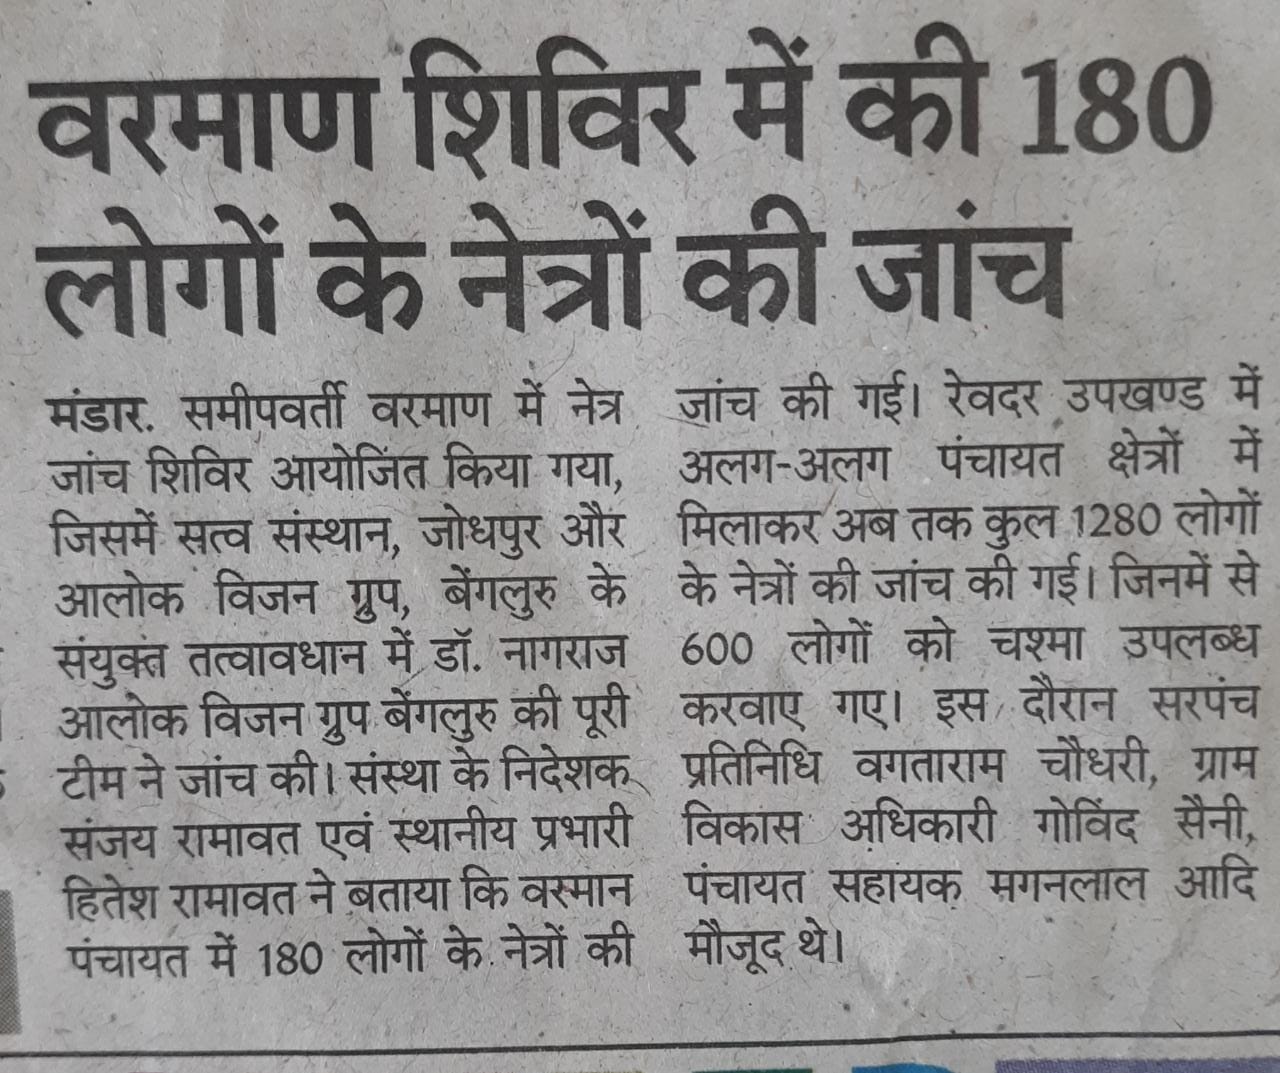 वरमाण शिविर में की 180
लोगों के नेत्रों की जांच
मंडार. समीपवर्ती वरमाण में नेत्र
जांच शिविर आयोजित किया गया,
जिसमें सत्व संस्थान, जोधपुर और
आलोक विजन ग्रुप, बेंगलुरु के
संयुक्त तत्वावधान में डॉ. नागराज
आलोक विजन ग्रुप बेंगलुरु की पूरी
टीम ने जांच की। संस्था के निदेशक
संजय रामावत एवं स्थानीय प्रभारी
हितेश रामावत ने बताया कि वरमान
पंचायत में 180 लोगों के नेत्रों की
जांच की गई। रेवदर उपखण्ड में
अलग-अलग पंचायत क्षेत्रों में
मिलाकर अब तक कुल 1280 लोगों
के नेत्रों की जांच की गई। जिनमें से
600 लोगों को चश्मा उपलब्ध
करवाए गए। इस दौरान सरपंच
प्रतिनिधि वगताराम चौधरी, ग्राम
विकास अधिकारी गोविंद सैनी,
पंचायत सहायक मगनलाल आदि
मौजूद थे।